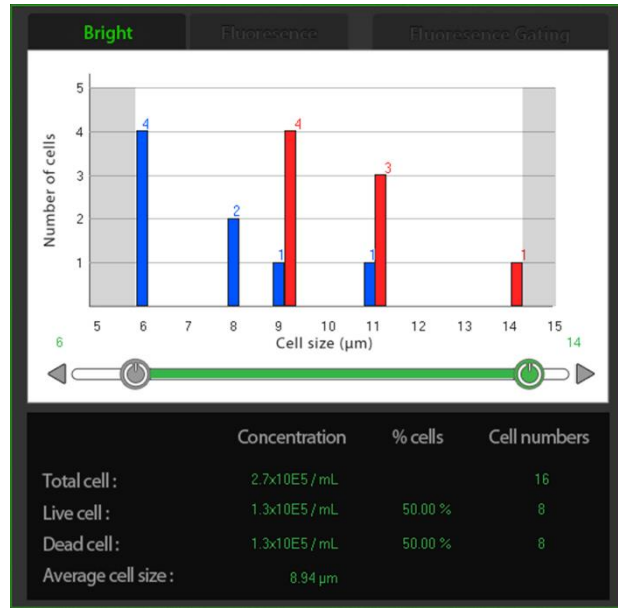 Bright Fluoresence Fluoresence Gating
5
4
3
2
1
Number of cells
4
2
1
4
1
3
1
5 6 7 8 9 10 11 12 13 14 15
Cell size (µm)
6 14
Concentration % cells Cell numbers
Total cell : 2.7x10E5 / mL 16
Live cell : 1.3x10E5 / mL 50.00 % 8
Dead cell : 1.3x10E5 / mL 50.00 % 8
Average cell size : 8.94 µm